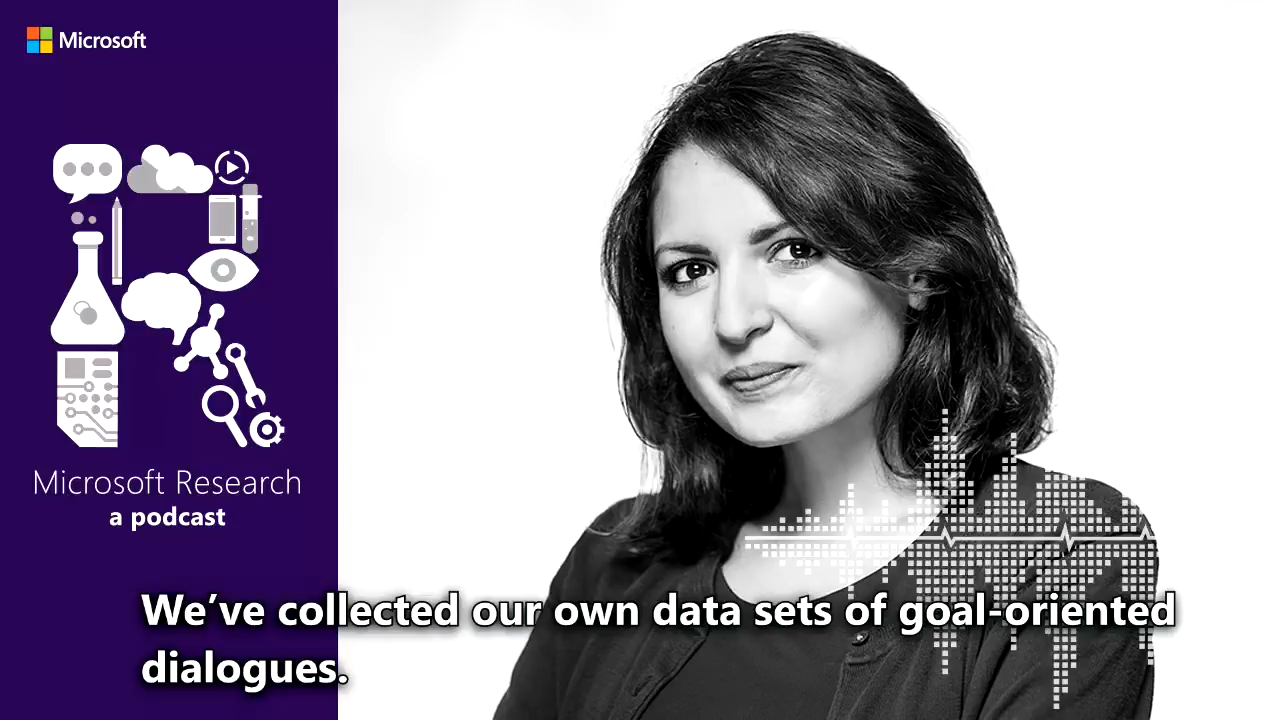 Microsoft
Microsoft Research
a podcast
We’ve collected our own data sets of goal-oriented
dialogues.